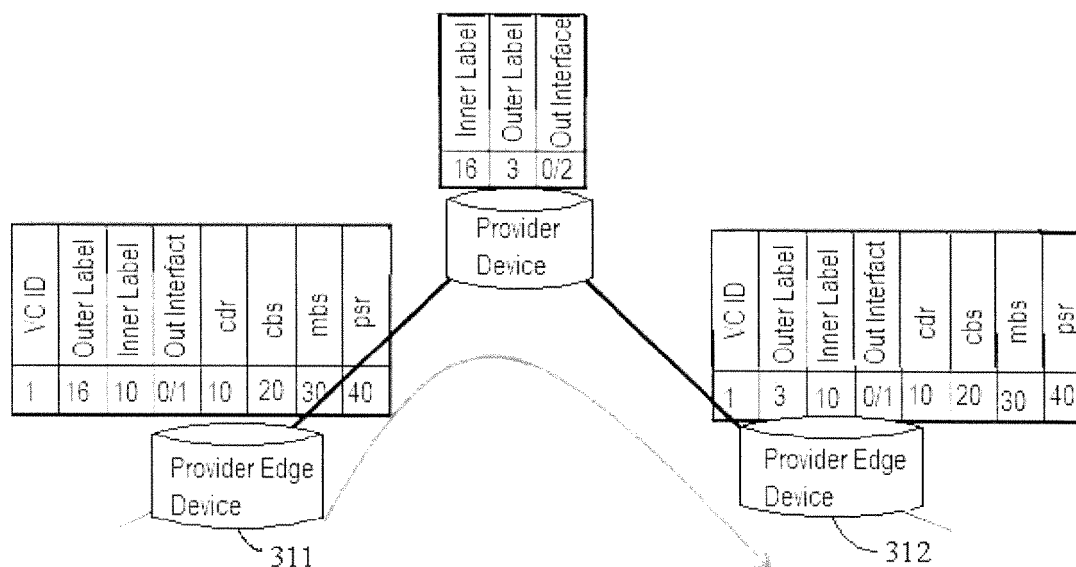 Inner Label Outer Label Out Interface
16 3 0/2
Provider
Device
VC ID Outer Label Inner Label Out Interfact cdr cbs mbs psr
1 16 10 0/1 10 20 30 40
Provider Edge
Device
311
VC ID Outer Label Inner Label Out Interfact cdr cbs mbs psr
1 3 10 0/1 10 20 30 40
Provider Edge
Device
312